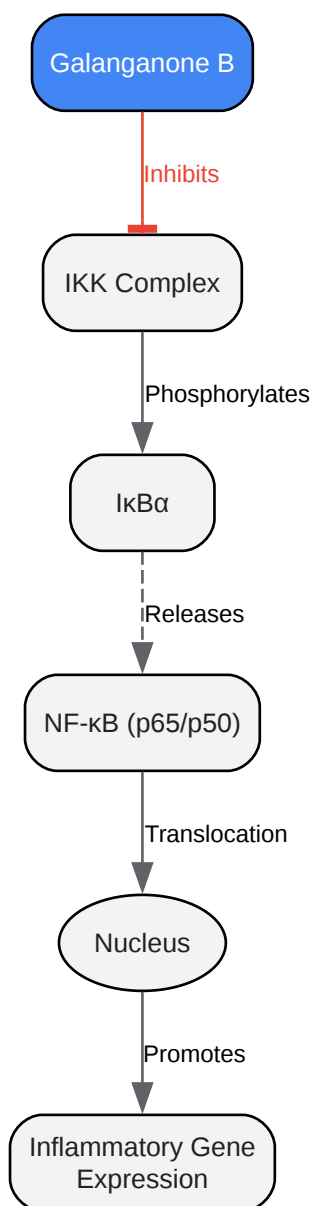 Galanganone B
Inhibits
IKK Complex
Phosphorylates
IκBα
Releases
NF-κB (p65/p50)
Translocation
Nucleus
Promotes
Inflammatory Gene
Expression